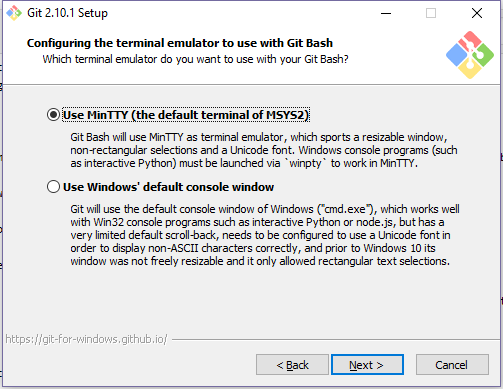 Git 2.10.1 Setup
Configuring the terminal emulator to use with Git Bash
Which terminal emulator do you want to use with your Git Bash?
Use MinTTY (the default terminal of MSYS2)
Git Bash will use MinTTY as terminal emulator, which sports a resizable window,
non-rectangular selections and a Unicode font. Windows console programs (such
as interactive Python) must be launched via `winpty` to work in MinTTY.
Use Windows' default console window
Git will use the default console window of Windows ("cmd.exe"), which works well
with Win32 console programs such as interactive Python or node.js, but has a
very limited default scroll-back, needs to be configured to use a Unicode font in
order to display non-ASCII characters correctly, and prior to Windows 10 its
window was not freely resizable and it only allowed rectangular text selections.
https://git-for-windows.github.io/
< Back Next > Cancel